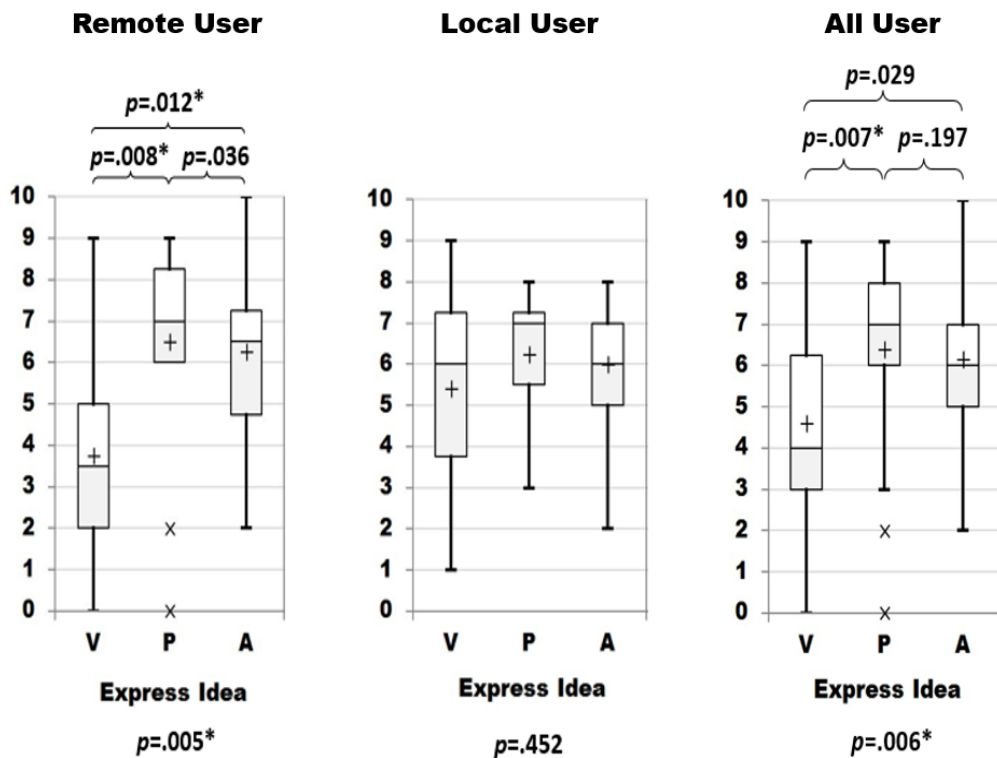 Remote User
p=.012*
p=.008* p=.036
10
9
8
7
6
5
4
3
2
1
0
V P A
Express Idea
p=.005*
Local User
10
9
8
7
6
5
4
3
2
1
0
V P A
Express Idea
p=.452
All User
p=.029
p=.007* p=.197
10
9
8
7
6
5
4
3
2
1
0
V P A
Express Idea
p=.006*